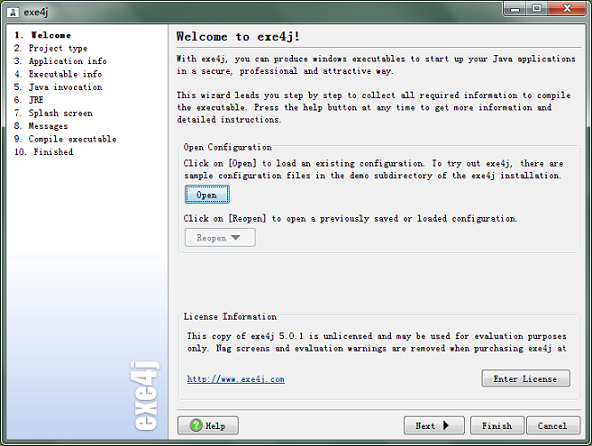 exe4j
1. Welcome
2. Project type
3. Application info
4. Executable info
5. Java invocation
6. JRE
7. Splash screen
8. Messages
9. Compile executable
10. Finished
exe4j
Welcome to exe4j!
With exe4j, you can produce windows executables to start up your Java applications
in a secure, professional and attractive way.
This wizard leads you step by step to collect all required information to compile
the executable. Press the help button at any time to get more information and
detailed instructions.
Open Configuration
Click on [Open] to load an existing configuration. To try out exe4j, there are
sample configuration files in the demo subdirectory of the exe4j installation.
Open
Click on [Reopen] to open a previously saved or loaded configuration.
Reopen
License Information
This copy of exe4j 5.0.1 is unlicensed and may be used for evaluation purposes
only. Nag screens and evaluation warnings are removed when purchasing exe4j at
http://www.exe4j.com
Enter License
Help
Next
Finish
Cancel